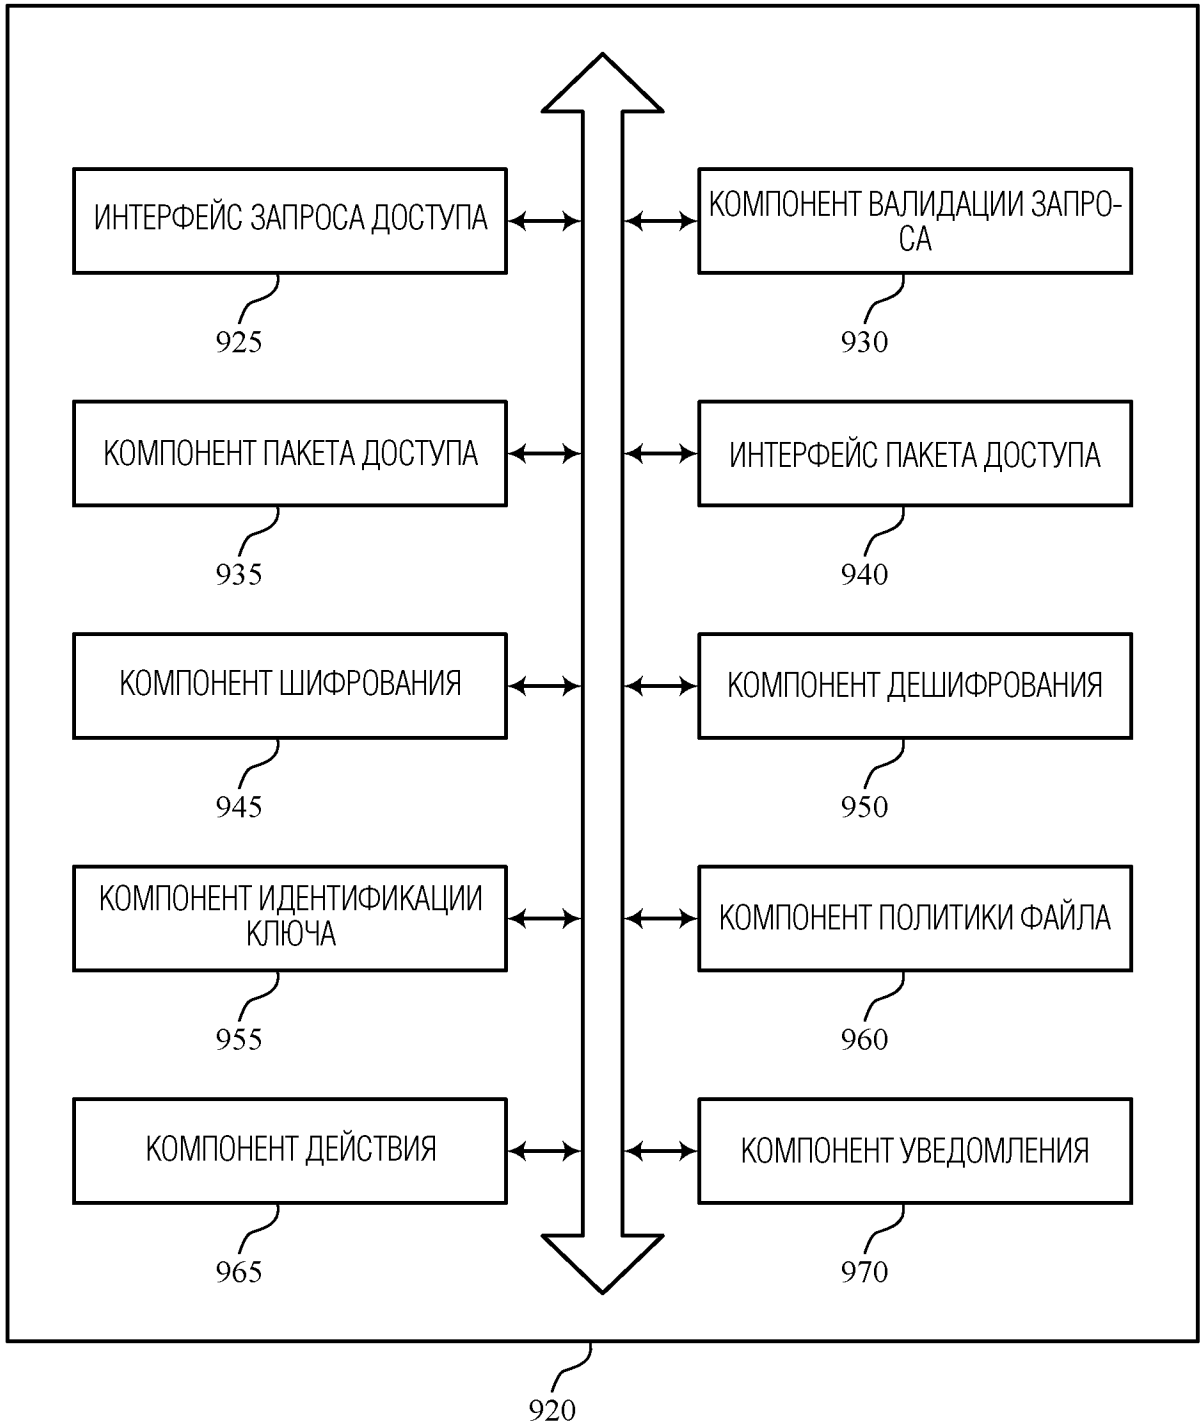 ИНТЕРФЕЙС ЗАПРОСА ДОСТУПА
925
КОМПОНЕНТ ВАЛИДАЦИИ ЗАПРО-
СА
930
КОМПОНЕНТ ПАКЕТА ДОСТУПА
935
ИНТЕРФЕЙС ПАКЕТА ДОСТУПА
940
КОМПОНЕНТ ШИФРОВАНИЯ
945
КОМПОНЕНТ ДЕШИФРОВАНИЯ
950
КОМПОНЕНТ ИДЕНТИФИКАЦИИ
КЛЮЧА
955
КОМПОНЕНТ ПОЛИТИКИ ФАЙЛА
960
КОМПОНЕНТ ДЕЙСТВИЯ
965
КОМПОНЕНТ УВЕДОМЛЕНИЯ
970
920